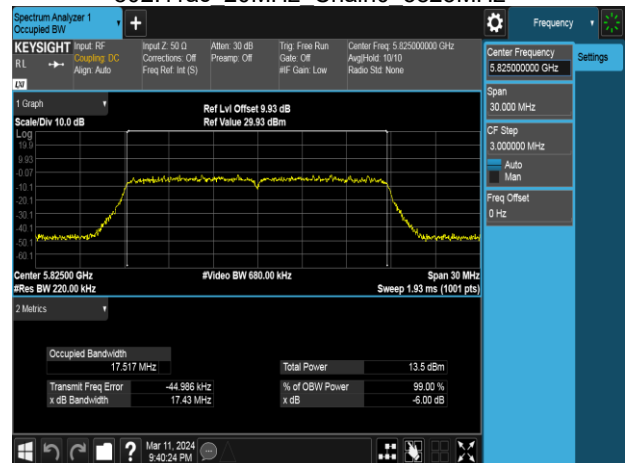 Spectrum Analyzer 1
Occupied BW
Frequency
KEYSIGHT
RL
LXI
Input: RF
Coupling: DC
Align: Auto
Input Z: 50 Ω
Corrections: Off
Freq Ref: Int (S)
Atten: 30 dB
Preamp: Off
Trig: Free Run
Gate: Off
#IF Gain: Low
Center Freq: 5.825000000 GHz
Avg|Hold: 10/10
Radio Std: None
Center Frequency
5.825000000 GHz
Settings
Span
30.000 MHz
CF Step
3.000000 MHz
Auto
Man
Freq Offset
0 Hz
1 Graph
Scale/Div 10.0 dB
Ref Lvl Offset 9.93 dB
Ref Value 29.93 dBm
Log
19.9
9.93
-0.07
-10.1
-20.1
-30.1
-40.1
-50.1
-60.1
Center 5.82500 GHz
#Video BW 680.00 kHz
Span 30 MHz
#Res BW 220.00 kHz
Sweep 1.93 ms (1001 pts)
2 Metrics
Occupied Bandwidth
17.517 MHz
Total Power 13.5 dBm
Transmit Freq Error -44.986 kHz
% of OBW Power 99.00 %
x dB Bandwidth 17.43 MHz
x dB -6.00 dB
?
Mar 11, 2024
9:40:24 PM